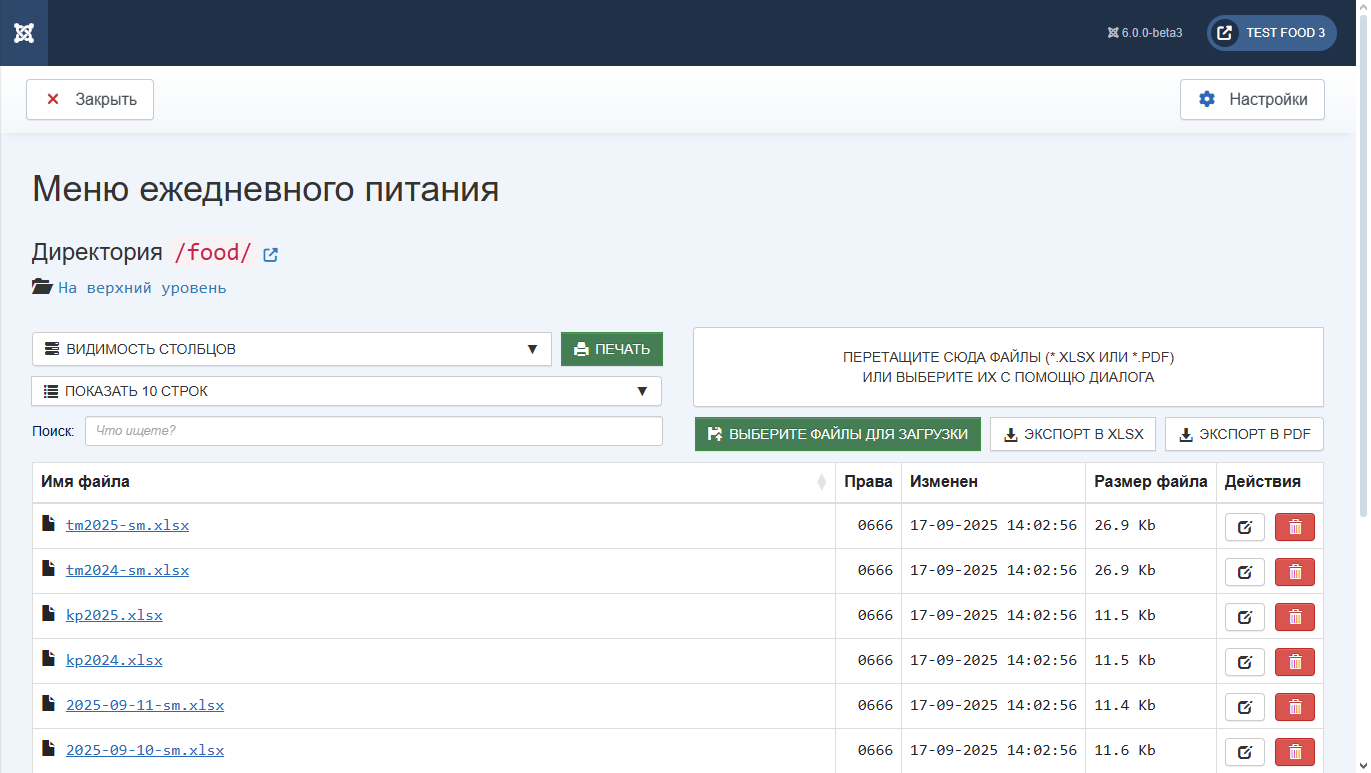 6.0.0-beta3 TEST FOOD 3
Закрыть Настройки
Меню ежедневного питания
Директория /food/
На верхний уровень
ВИДИМОСТЬ СТОЛБЦОВ ▼ ПЕЧАТЬ
ПОКАЗАТЬ 10 СТРОК ▼
Поиск: Что ищете?
ПЕРЕТАЩИТЕ СЮДА ФАЙЛЫ (*.XLSX ИЛИ *.PDF)
ИЛИ ВЫБЕРИТЕ ИХ С ПОМОЩЮ ДИАЛОГА
ВЫБЕРИТЕ ФАЙЛЫ ДЛЯ ЗАГРУЗКИ ЭКСПОРТ В XLSX ЭКСПОРТ В PDF
Имя файла Права Изменен Размер файла Действия
tm2025-sm.xlsx 0666 17-09-2025 14:02:56 26.9 Kb
tm2024-sm.xlsx 0666 17-09-2025 14:02:56 26.9 Kb
kp2025.xlsx 0666 17-09-2025 14:02:56 11.5 Kb
kp2024.xlsx 0666 17-09-2025 14:02:56 11.5 Kb
2025-09-11-sm.xlsx 0666 17-09-2025 14:02:56 11.4 Kb
2025-09-10-sm.xlsx 0666 17-09-2025 14:02:56 11.6 Kb